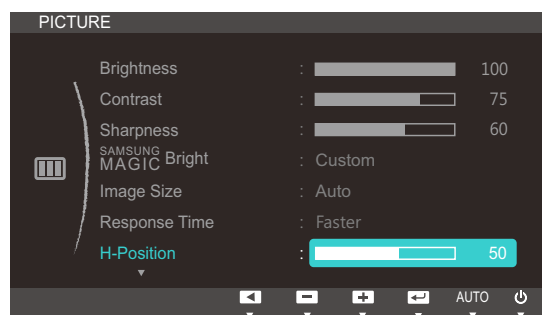 PICTURE
Brightness : 100
Contrast : 75
Sharpness : 60
SAMSUNG MAGIC Bright : Custom
Image Size : Auto
Response Time : Faster
H-Position : 50
AUTO